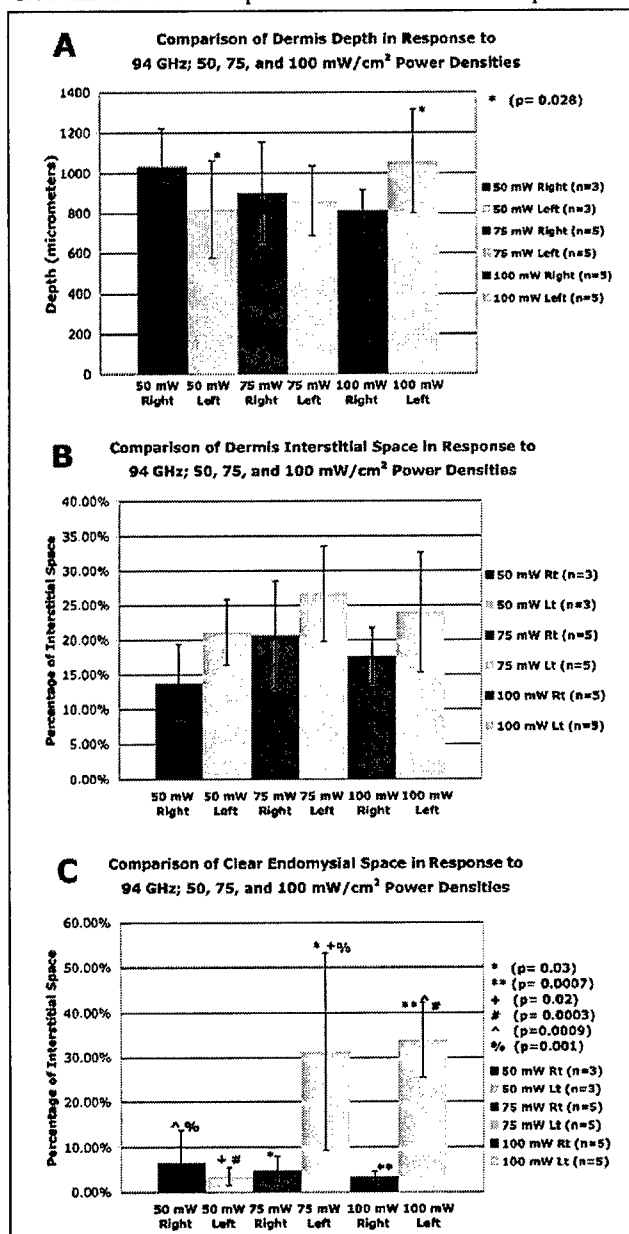 A
Comparison of Dermis Depth in Response to
94 GHz; 50, 75, and 100 mW/cm² Power Densities
Depth (micrometers)
1400
1200
1000
800
600
400
200
0
*
*
50 mW Right
50 mW Left
75 mW Right
75 mW Left
100 mW Right
100 mW Left
* (p= 0.028)
50 mW Right (n=3)
50 mW Left (n=3)
75 mW Right (n=5)
75 mW Left (n=5)
100 mW Right (n=5)
100 mW Left (n=5)
B
Comparison of Dermis Interstitial Space in Response to
94 GHz; 50, 75, and 100 mW/cm² Power Densities
Percentage of Interstitial Space
40.00%
35.00%
30.00%
25.00%
20.00%
15.00%
10.00%
5.00%
0.00%
50 mW Right
50 mW Left
75 mW Right
75 mW Left
100 mW Right
100 mW Left
50 mW Rt (n=3)
50 mW Lt (n=3)
75 mW Rt (n=5)
75 mW Lt (n=5)
100 mW Rt (n=5)
100 mW Lt (n=5)
C
Comparison of Clear Endomysial Space in Response to
94 GHz; 50, 75, and 100 mW/cm² Power Densities
Percentage of Interstitial Space
60.00%
50.00%
40.00%
30.00%
20.00%
10.00%
0.00%
^ %
+ #
*
* + %
**
** ^ #
50 mW Right
50 mW Left
75 mW Right
75 mW Left
100 mW Right
100 mW Left
* (p= 0.03)
** (p= 0.0007)
+ (p= 0.02)
# (p= 0.0003)
^ (p=0.0009)
% (p=0.001)
50 mW Rt (n=3)
50 mW Lt (n=3)
75 mW Rt (n=5)
75 mW Lt (n=5)
100 mW Rt (n=5)
100 mW Lt (n=5)